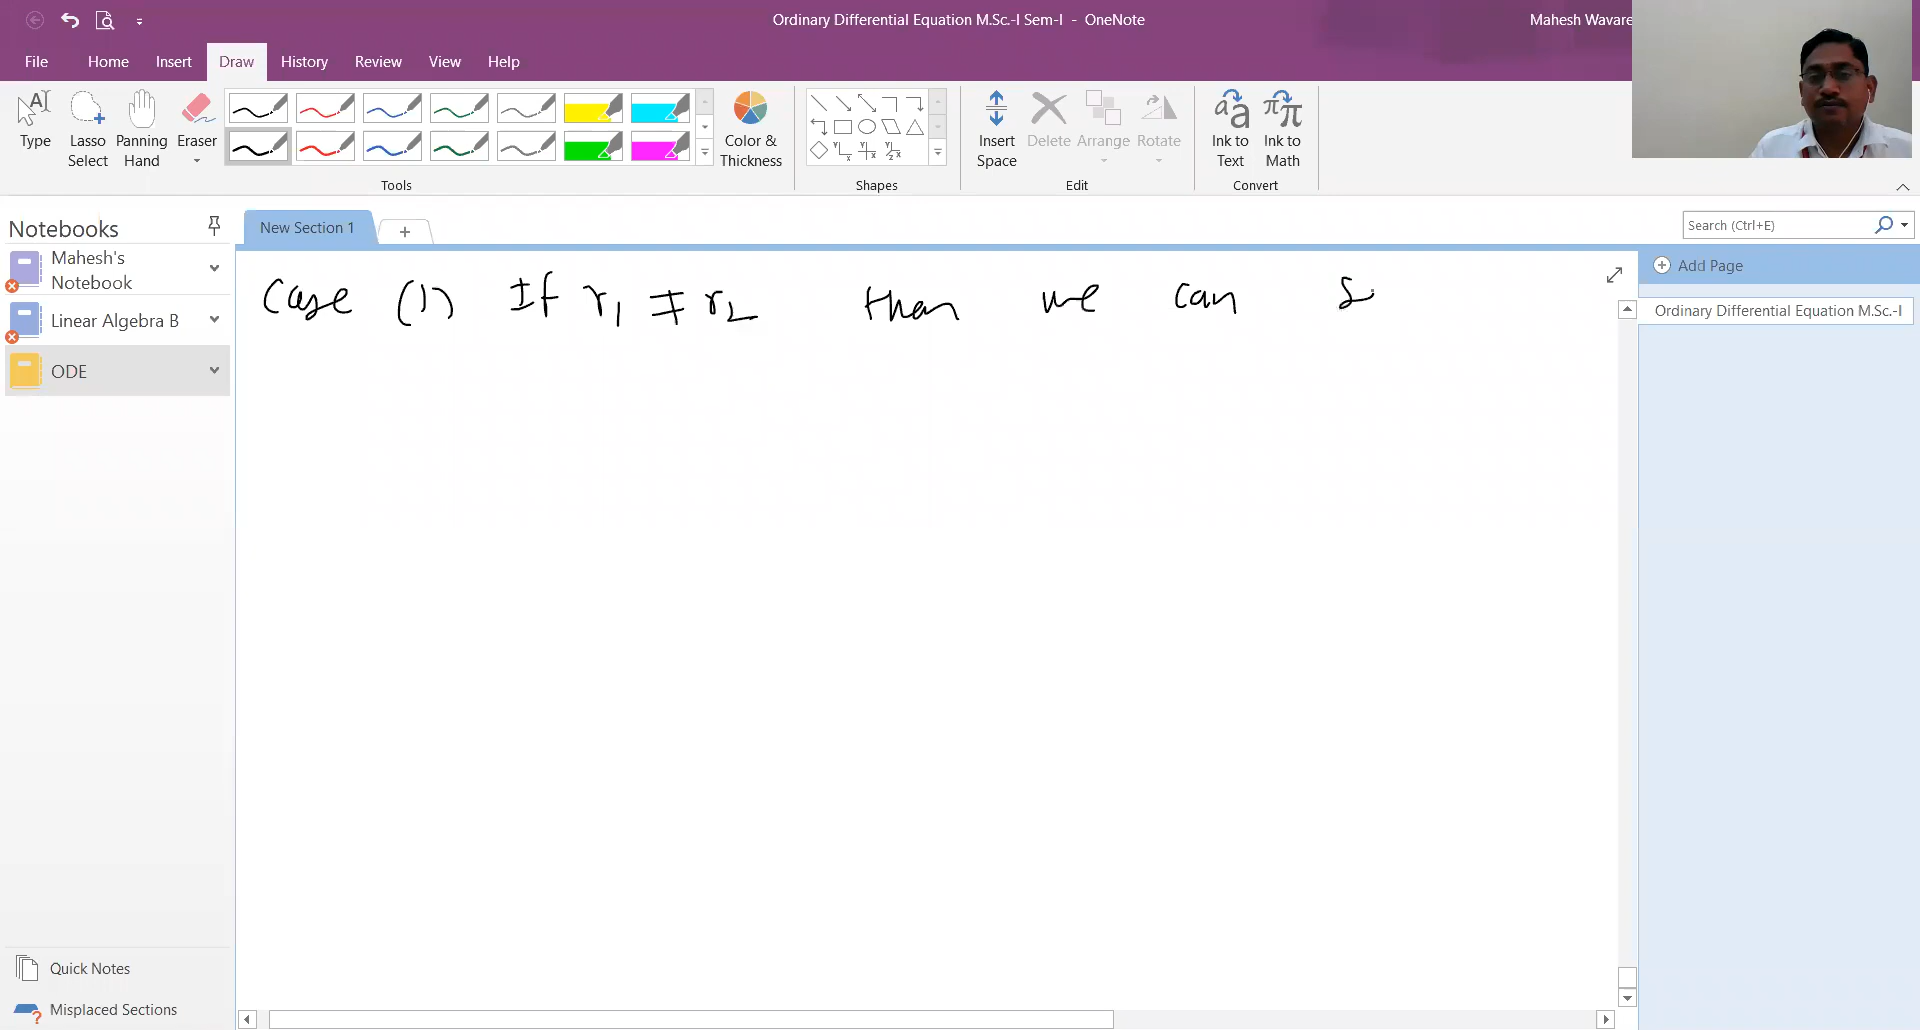 Ordinary Differential Equation M.Sc.-I Sem-I - OneNote
Mahesh Wavare
File Home Insert Draw History Review View Help
Type
Lasso Select
Panning Hand
Eraser
Color & Thickness
Insert Space
Delete
Arrange
Rotate
Ink to Text
Ink to Math
Tools
Shapes
Edit
Convert
Notebooks
New Section 1
Search (Ctrl+E)
Mahesh's Notebook
Linear Algebra B
ODE
Add Page
Ordinary Differential Equation M.Sc.-I
Case (1) If r₁ ≠ r₂ then we can S
Quick Notes
Misplaced Sections